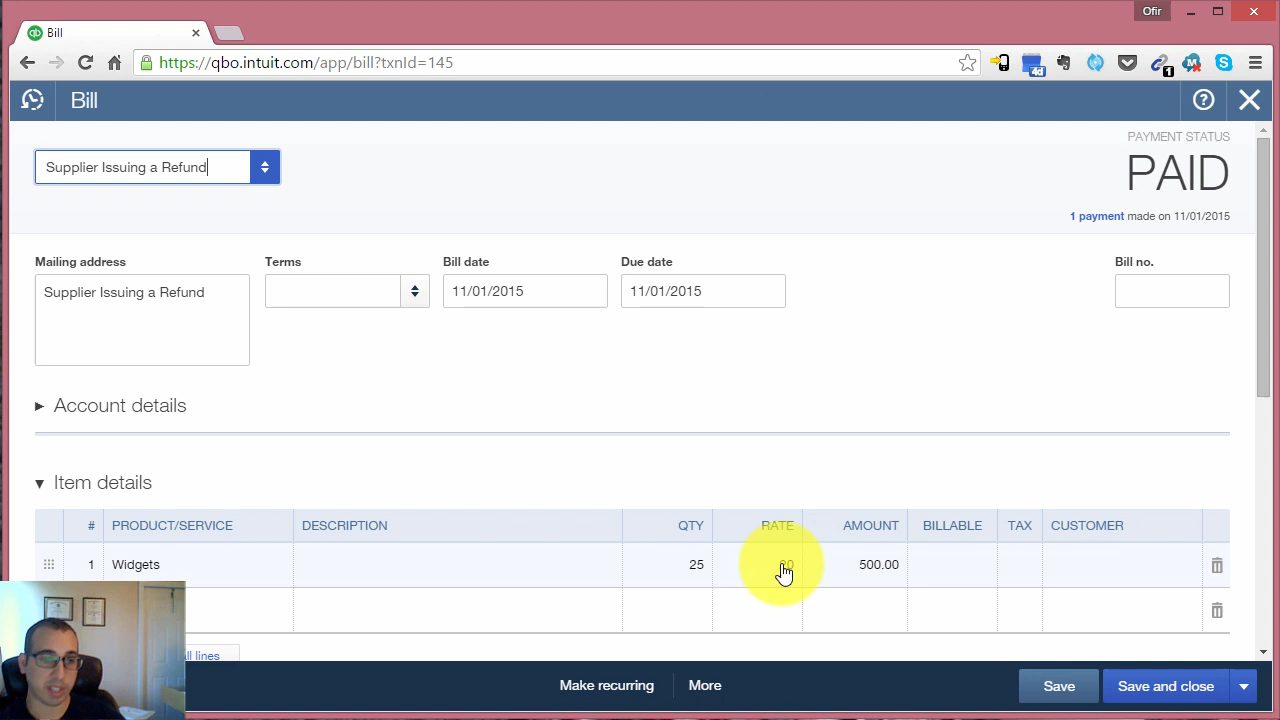 Ofir
Bill
https://qbo.intuit.com/app/bill?txnId=145
4d
1
Bill
Supplier Issuing a Refund
PAYMENT STATUS
PAID
1 payment made on 11/01/2015
Mailing address
Terms
Bill date
Due date
Bill no.
Supplier Issuing a Refund
11/01/2015
11/01/2015
Account details
Item details
# PRODUCT/SERVICE DESCRIPTION QTY RATE AMOUNT BILLABLE TAX CUSTOMER
1 Widgets 25 20 500.00
lines
Make recurring
More
Save
Save and close